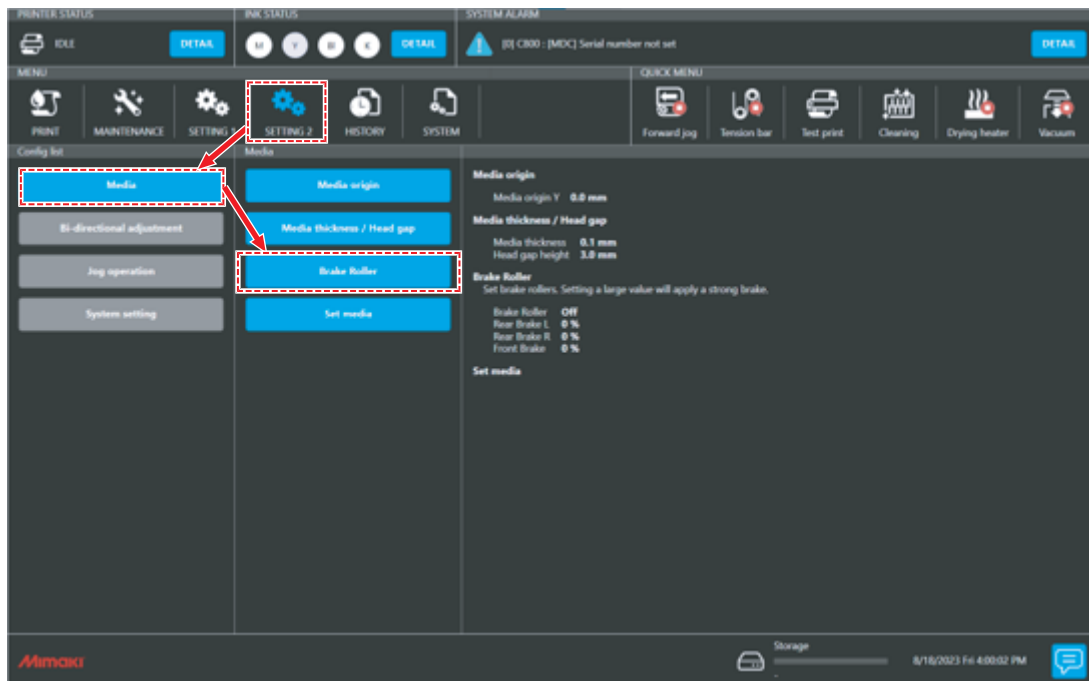 PRINTER STATUS
INK STATUS
SYSTEM ALARM
IDLE
DETAIL
M
Y
Bl
K
DETAIL
[0] C800 : [MDC] Serial number not set
DETAIL
MENU
QUICK MENU
PRINT
MAINTENANCE
SETTING 1
SETTING 2
HISTORY
SYSTEM
Forward jog
Tension bar
Test print
Cleaning
Drying heater
Vacuum
Config list
Media
Media
Bi-directional adjustment
Jog operation
System setting
Media origin
Media thickness / Head gap
Brake Roller
Set media
Media origin
Media origin Y 0.0 mm
Media thickness / Head gap
Media thickness 0.1 mm
Head gap height 3.0 mm
Brake Roller
Set brake rollers. Setting a large value will apply a strong brake.
Brake Roller Off
Rear Brake L 0 %
Rear Brake R 0 %
Front Brake 0 %
Set media
Mimaki
Storage
-
8/18/2023 Fri 4:00:02 PM